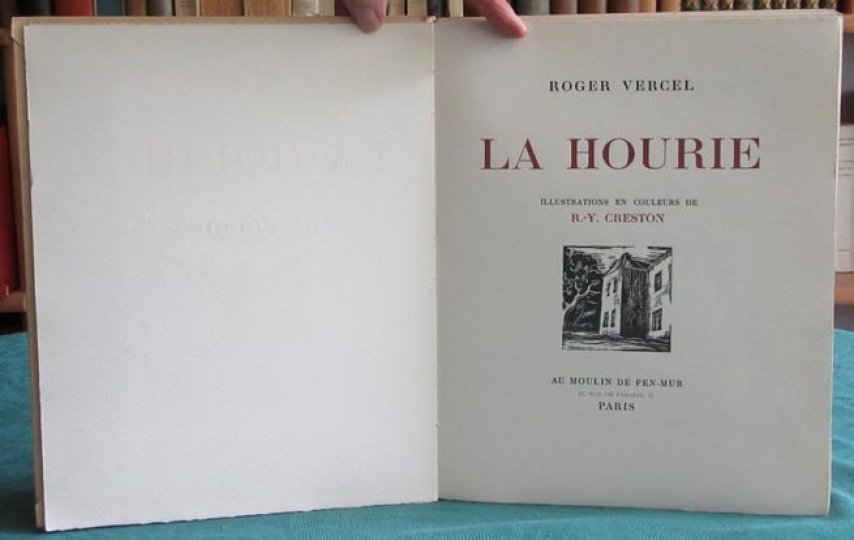 ROGER VERCEL
LA HOURIE
ILLUSTRATIONS EN COULEURS DE
R.-Y. CRESTON
AU MOULIN DE PEN-MUR
PARIS